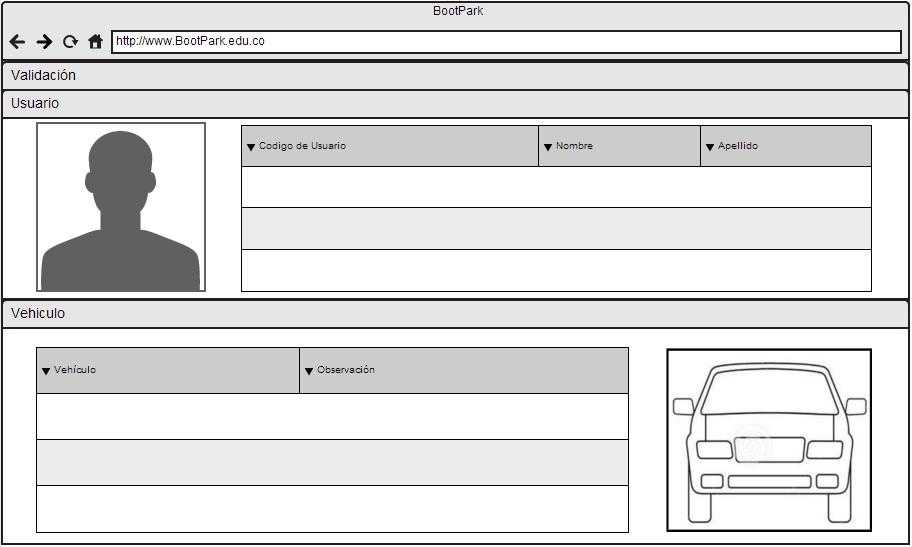 BootPark
http://www.BootPark.edu.co
Validación
Usuario
Codigo de Usuario Nombre Apellido
Vehiculo
Vehículo Observación